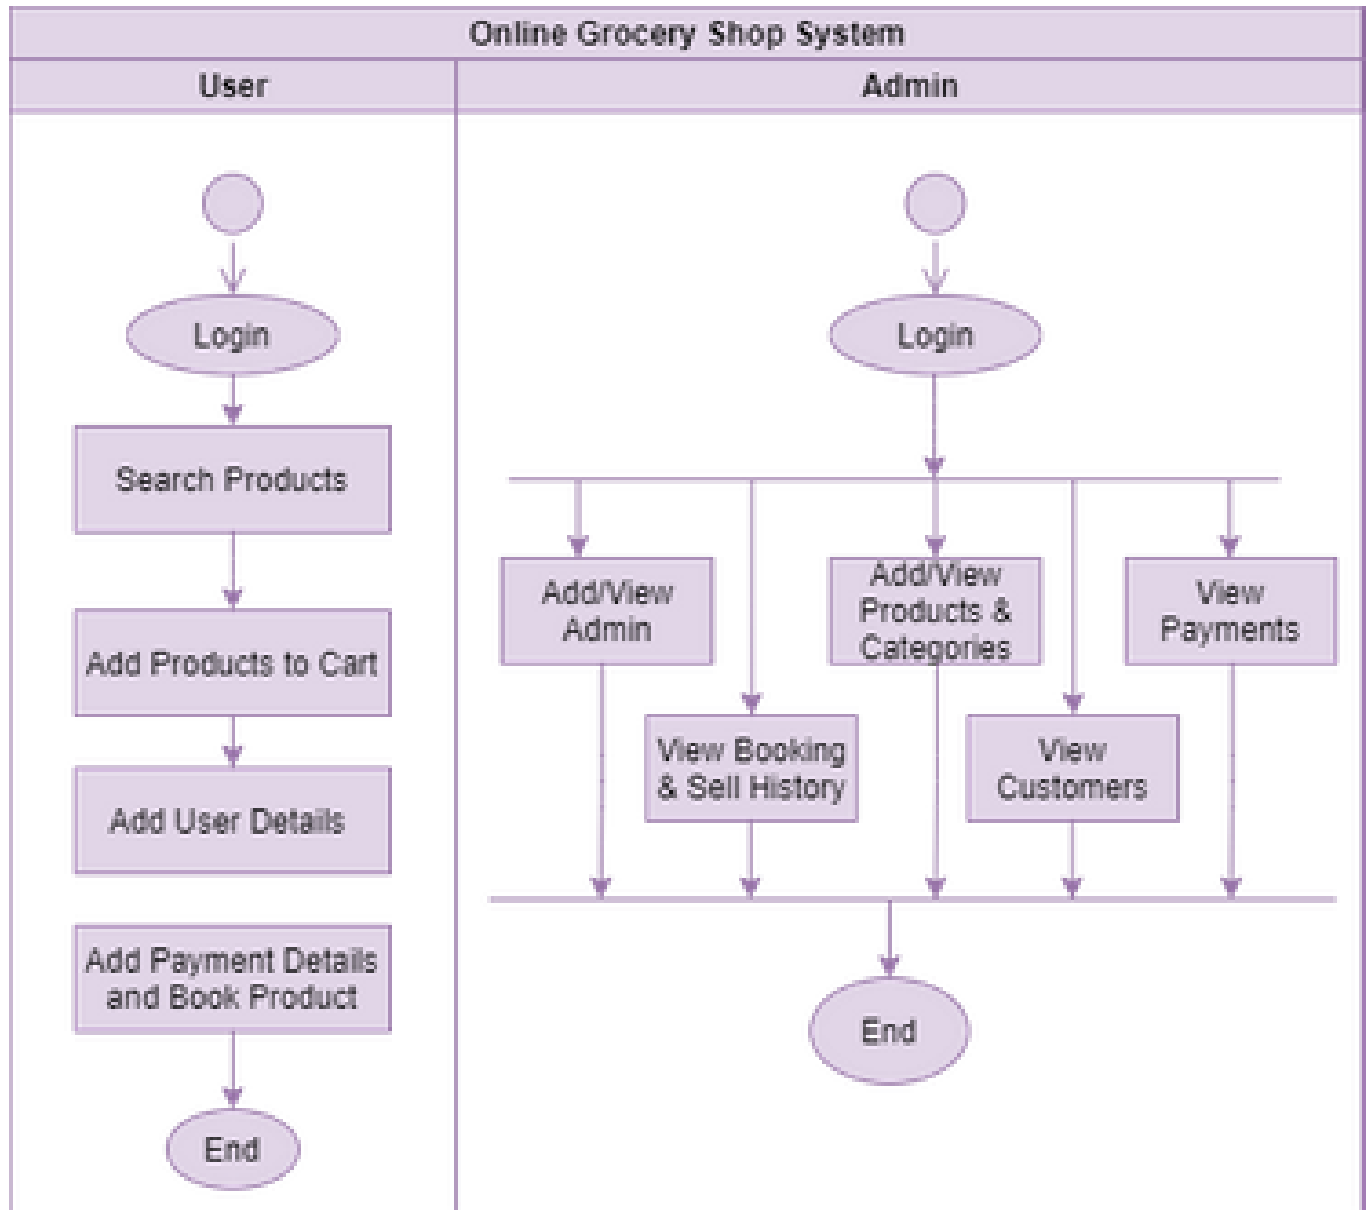 Online Grocery Shop System
User
Admin
Login
Search Products
Add Products to Cart
Add User Details
Add Payment Details
and Book Product
End
Login
Add/View
Admin
Add/View
Products &
Categories
View
Payments
View Booking
& Sell History
View
Customers
End